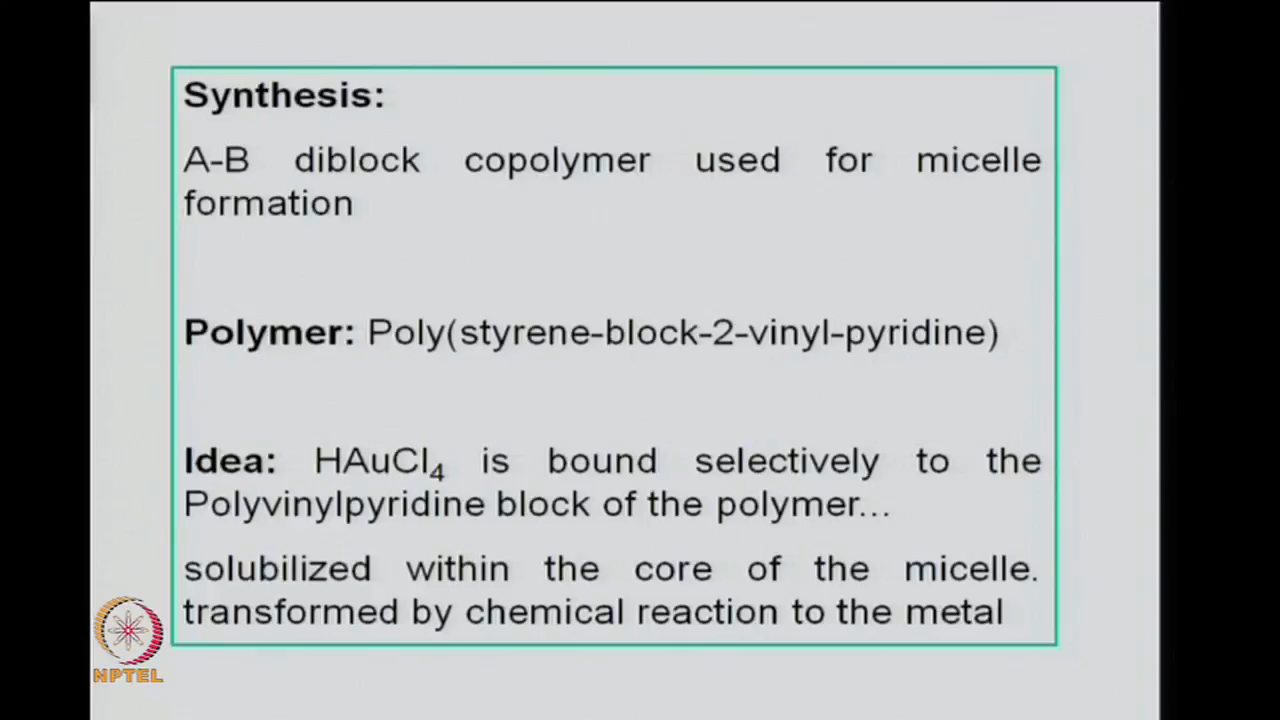 Synthesis:
A-B diblock copolymer used for micelle
formation
Polymer: Poly(styrene-block-2-vinyl-pyridine)
Idea: HAuCl₄ is bound selectively to the
Polyvinylpyridine block of the polymer...
solubilized within the core of the micelle.
transformed by chemical reaction to the metal
NPTEL